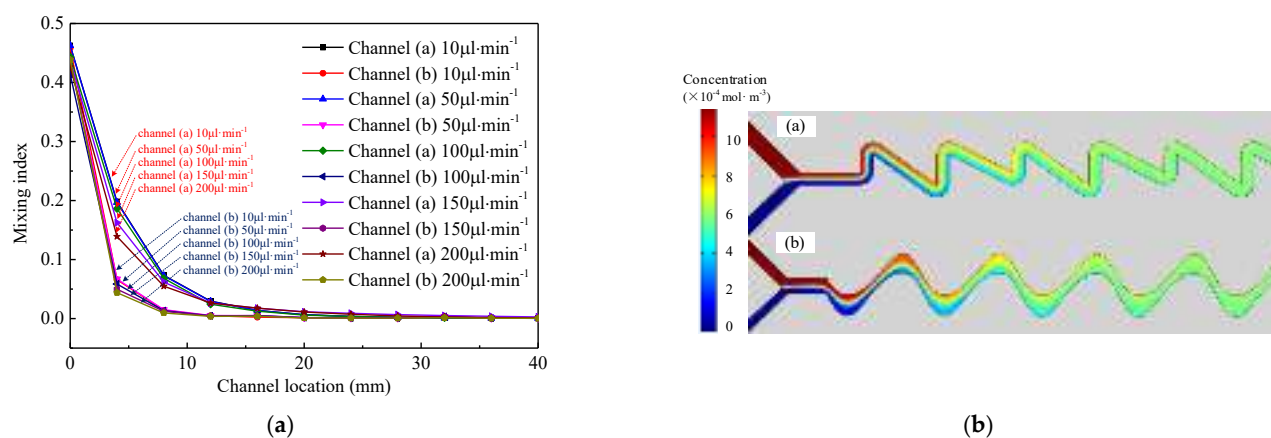 (a)
0.5
0.4
0.3
0.2
0.1
0.0
Mixing index
0
10
20
30
40
Channel location (mm)
Channel (a) 10μl·min⁻¹
Channel (b) 10μl·min⁻¹
Channel (a) 50μl·min⁻¹
Channel (b) 50μl·min⁻¹
Channel (a) 100μl·min⁻¹
Channel (b) 100μl·min⁻¹
Channel (a) 150μl·min⁻¹
Channel (b) 150μl·min⁻¹
Channel (a) 200μl·min⁻¹
Channel (b) 200μl·min⁻¹
channel (a) 10μl·min⁻¹
channel (a) 50μl·min⁻¹
channel (a) 100μl·min⁻¹
channel (a) 150μl·min⁻¹
channel (a) 200μl·min⁻¹
channel (b) 10μl·min⁻¹
channel (b) 50μl·min⁻¹
channel (b) 100μl·min⁻¹
channel (b) 150μl·min⁻¹
channel (b) 200μl·min⁻¹
Concentration
(×10⁻⁴ mol· m⁻³)
10
8
6
4
2
0
(a)
(b)
(b)